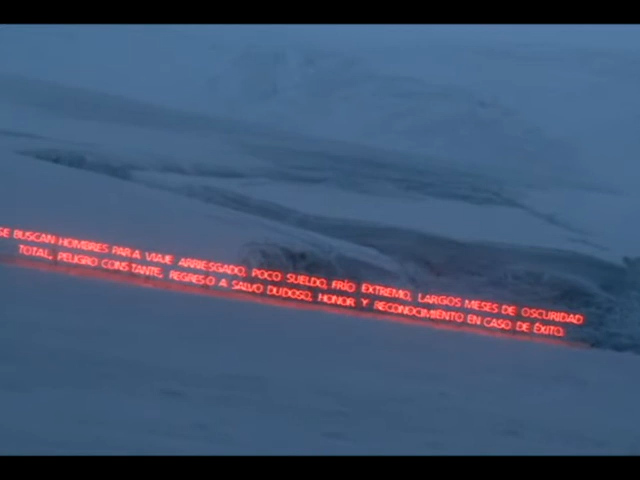 SE BUSCAN HOMBRES PARA VIAJE ARRIESGADO. POCO SUELDO, FRÍO EXTREMO, LARGOS MESES DE OSCURIDAD
TOTAL, PELIGRO CONSTANTE, REGRESO A SALVO DUDOSO, HONOR Y RECONOCIMIENTO EN CASO DE ÉXITO.